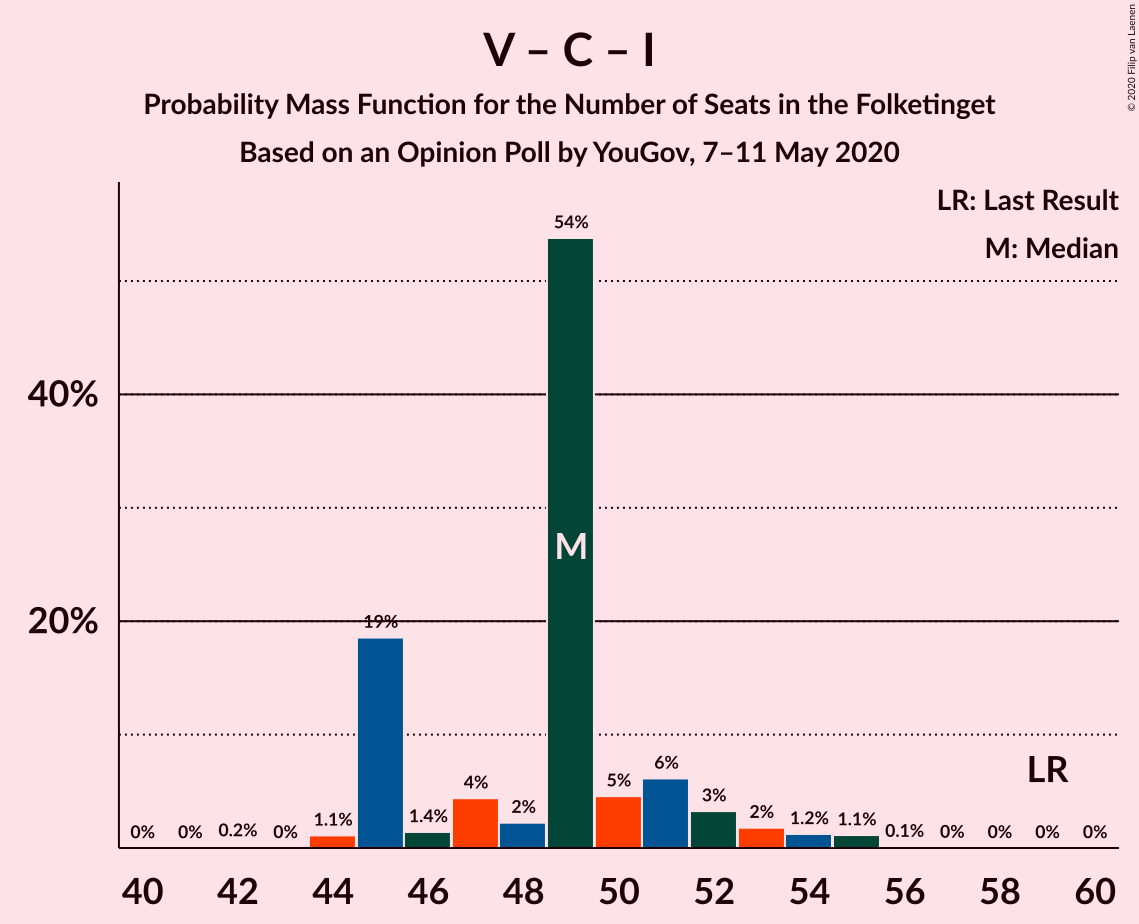 V – C – I
Probability Mass Function for the Number of Seats in the Folketinget
Based on an Opinion Poll by YouGov, 7–11 May 2020
© 2020 Filip van Laenen
LR: Last Result
M: Median
54%
40%
M
20%
19%
LR
0% 0% 0.2% 0% 1.1% 1.4% 4% 2% 5% 6% 3% 2% 1.2% 1.1% 0.1% 0% 0% 0% 0%
40 42 44 46 48 50 52 54 56 58 60